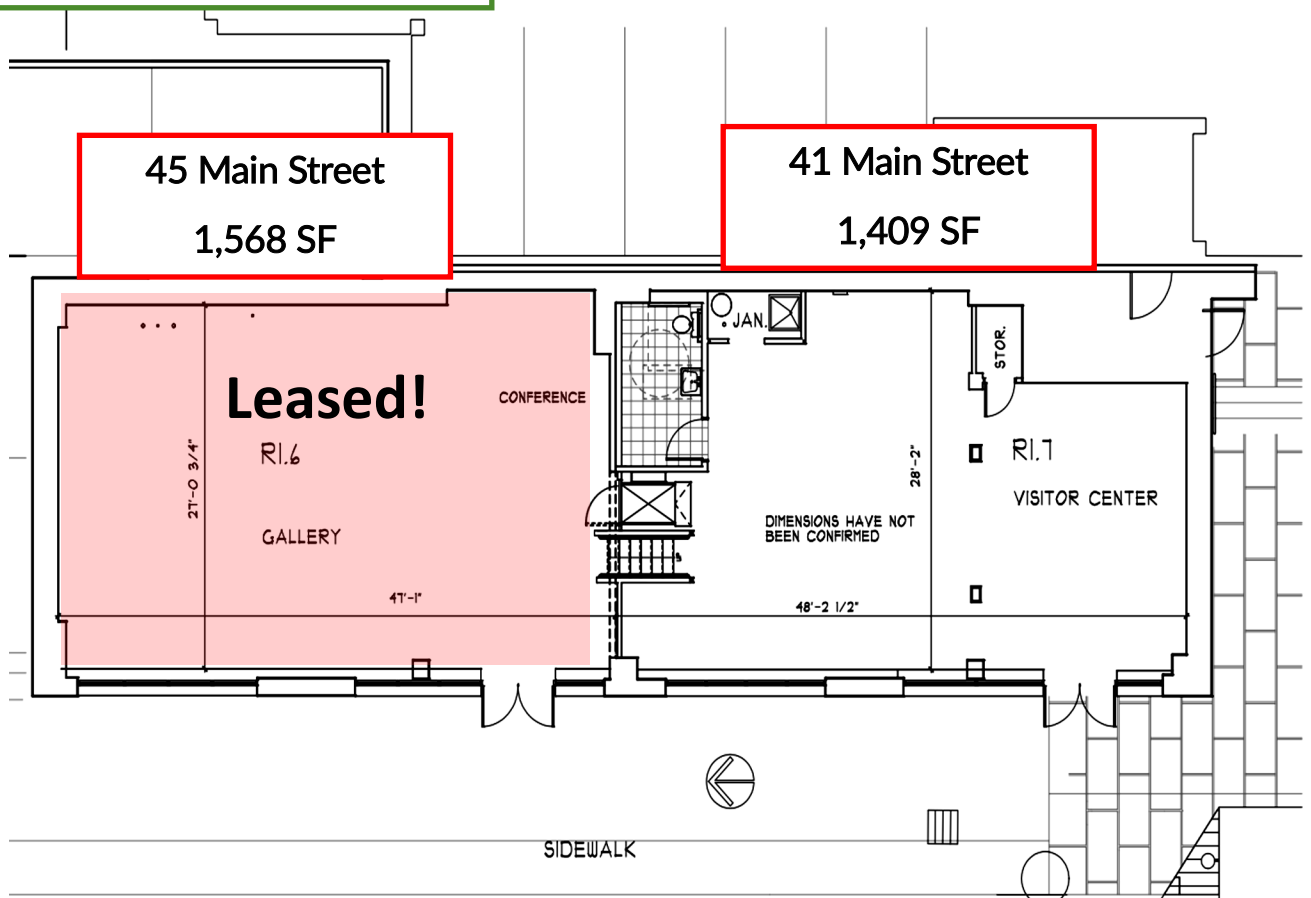 45 Main Street
1,568 SF
41 Main Street
1,409 SF
JAN.
STOR.
Leased!
CONFERENCE
R1.6
27'-0 3/4"
GALLERY
47'-1"
28'-2"
R1.7
VISITOR CENTER
DIMENSIONS HAVE NOT
BEEN CONFIRMED
48'-2 1/2"
SIDEWALK